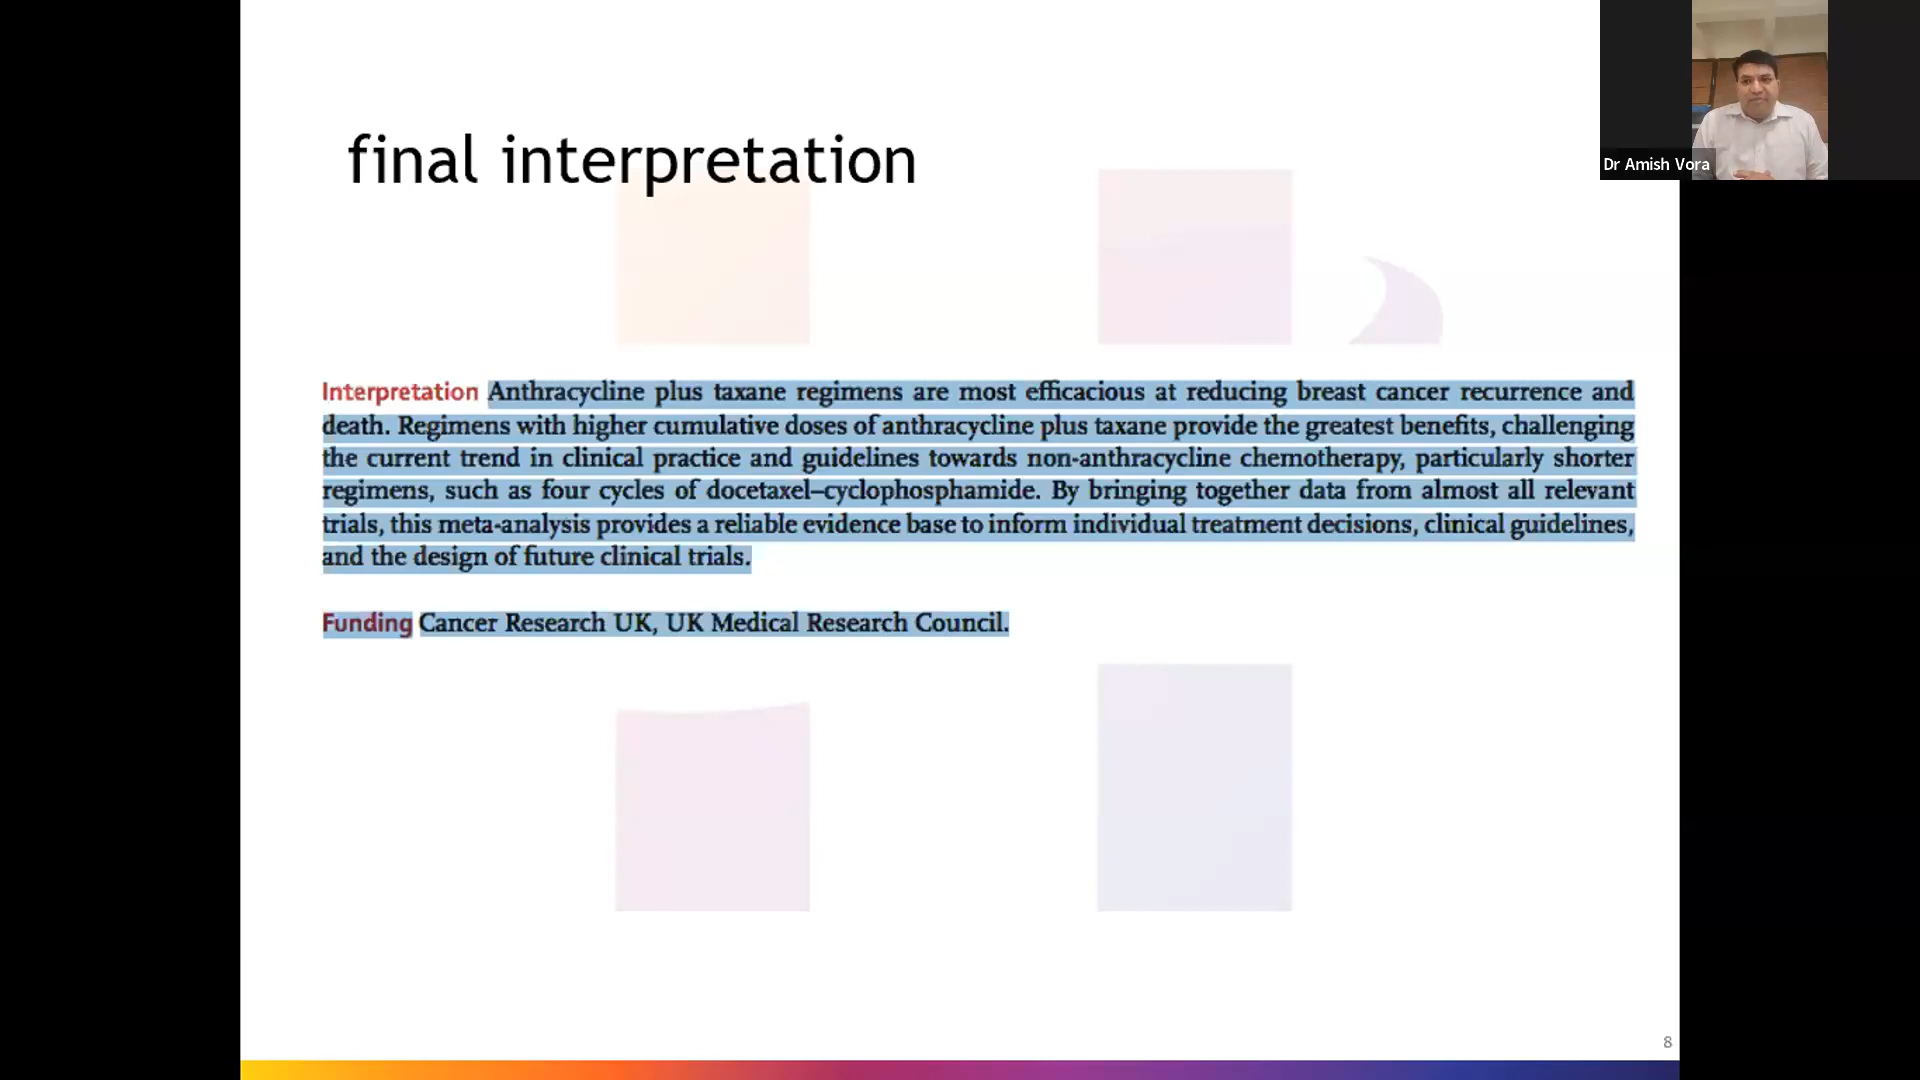 final interpretation
Dr Amish Vora
Interpretation Anthracycline plus taxane regimens are most efficacious at reducing breast cancer recurrence and
death. Regimens with higher cumulative doses of anthracycline plus taxane provide the greatest benefits, challenging
the current trend in clinical practice and guidelines towards non-anthracycline chemotherapy, particularly shorter
regimens, such as four cycles of docetaxel–cyclophosphamide. By bringing together data from almost all relevant
trials, this meta-analysis provides a reliable evidence base to inform individual treatment decisions, clinical guidelines,
and the design of future clinical trials.
Funding Cancer Research UK, UK Medical Research Council.
8